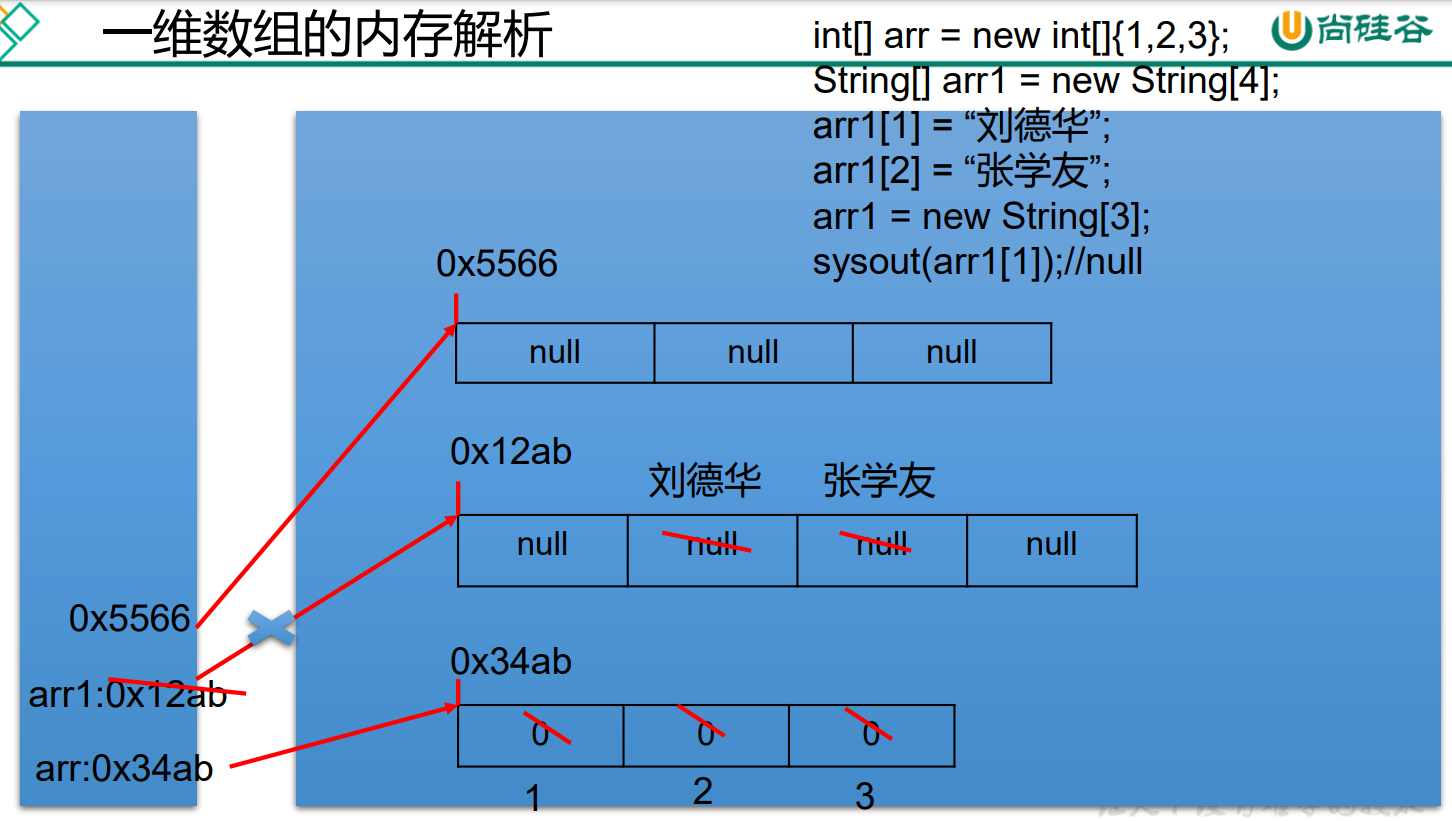 一维数组的内存解析
int[] arr = new int[]{1,2,3};
尚硅谷
String[] arr1 = new String[4];
arr1[1] = “刘德华”;
arr1[2] = “张学友”;
arr1 = new String[3];
sysout(arr1[1]);//null
0x5566
null null null
0x12ab
刘德华 张学友
null null null null
0x5566
0x34ab
arr1:0x12ab
0 0 0
arr:0x34ab
1 2 3